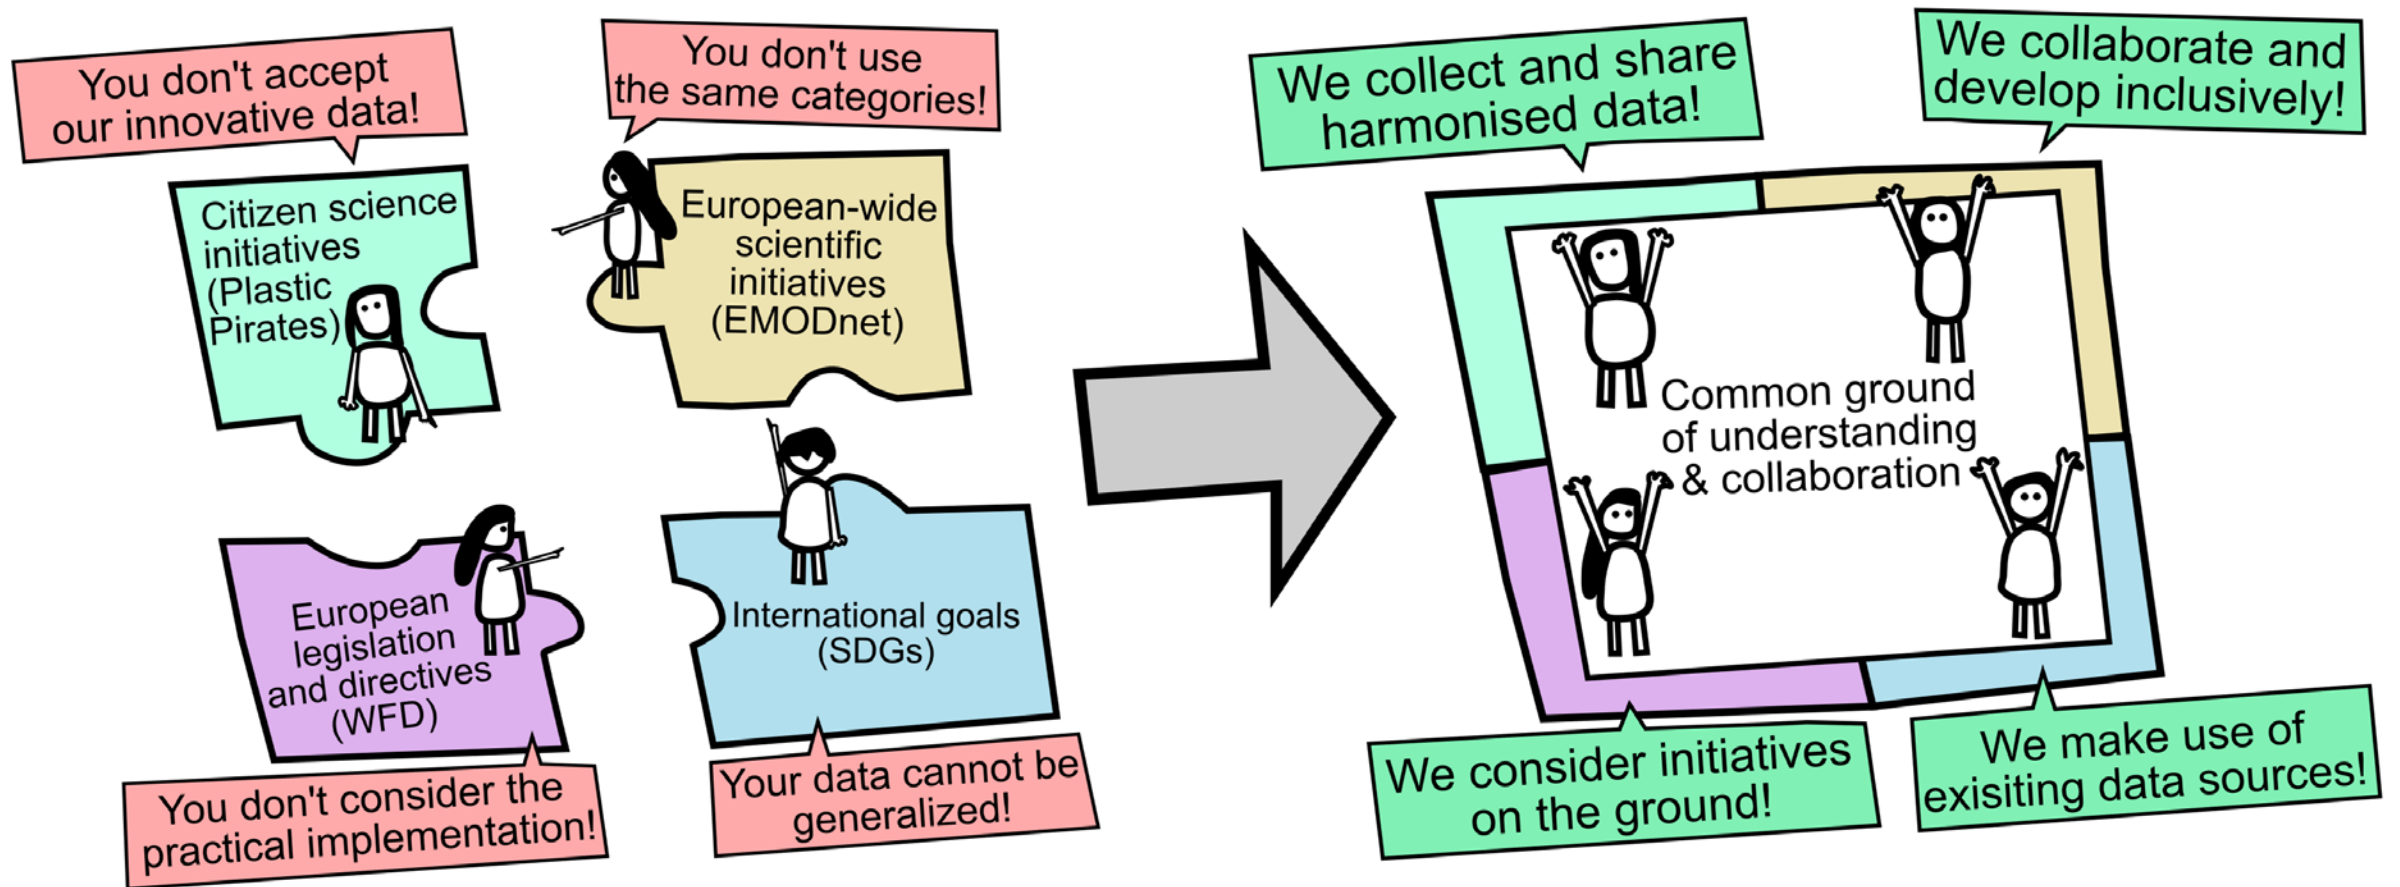 You don't accept
our innovative data!
You don't use
the same categories!
Citizen science
initiatives
(Plastic
Pirates)
European-wide
scientific
initiatives
(EMODnet)
European
legislation
and directives
(WFD)
International goals
(SDGs)
You don't consider the
practical implementation!
Your data cannot be
generalized!
We collect and share
harmonised data!
We collaborate and
develop inclusively!
Common ground
of understanding
& collaboration
We consider initiatives
on the ground!
We make use of
exisiting data sources!